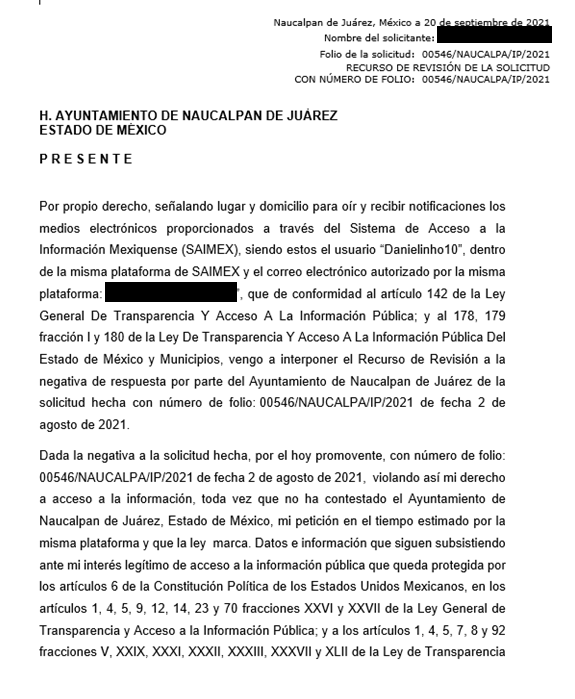 Naucalpan de Juárez, México a 20 de septiembre de 2021
Nombre del solicitante:
Folio de la solicitud: 00546/NAUCALPA/IP/2021
RECURSO DE REVISIÓN DE LA SOLICITUD
CON NÚMERO DE FOLIO: 00546/NAUCALPA/IP/2021
H. AYUNTAMIENTO DE NAUCALPAN DE JUÁREZ
ESTADO DE MÉXICO
P R E S E N T E
Por propio derecho, señalando lugar y domicilio para oír y recibir notificaciones los
medios electrónicos proporcionados a través del Sistema de Acceso a la
Información Mexiquense (SAIMEX), siendo estos el usuario “Danielinho10”, dentro
de la misma plataforma de SAIMEX y el correo electrónico autorizado por la misma
plataforma: ”, que de conformidad al artículo 142 de la Ley
General De Transparencia Y Acceso A La Información Pública; y al 178, 179
fracción I y 180 de la Ley De Transparencia Y Acceso A La Información Pública Del
Estado de México y Municipios, vengo a interponer el Recurso de Revisión a la
negativa de respuesta por parte del Ayuntamiento de Naucalpan de Juárez de la
solicitud hecha con número de folio: 00546/NAUCALPA/IP/2021 de fecha 2 de
agosto de 2021.
Dada la negativa a la solicitud hecha, por el hoy promovente, con número de folio:
00546/NAUCALPA/IP/2021 de fecha 2 de agosto de 2021, violando así mi derecho
a acceso a la información, toda vez que no ha contestado el Ayuntamiento de
Naucalpan de Juárez, Estado de México, mi petición en el tiempo estimado por la
misma plataforma y que la ley marca. Datos e información que siguen subsistiendo
ante mi interés legítimo de acceso a la información pública que queda protegida por
los artículos 6 de la Constitución Política de los Estados Unidos Mexicanos, en los
artículos 1, 4, 5, 9, 12, 14, 23 y 70 fracciones XXVI y XXVII de la Ley General de
Transparencia y Acceso a la Información Pública; y a los artículos 1, 4, 5, 7, 8 y 92
fracciones V, XXIX, XXXI, XXXII, XXXIII, XXXVII y XLII de la Ley de Transparencia